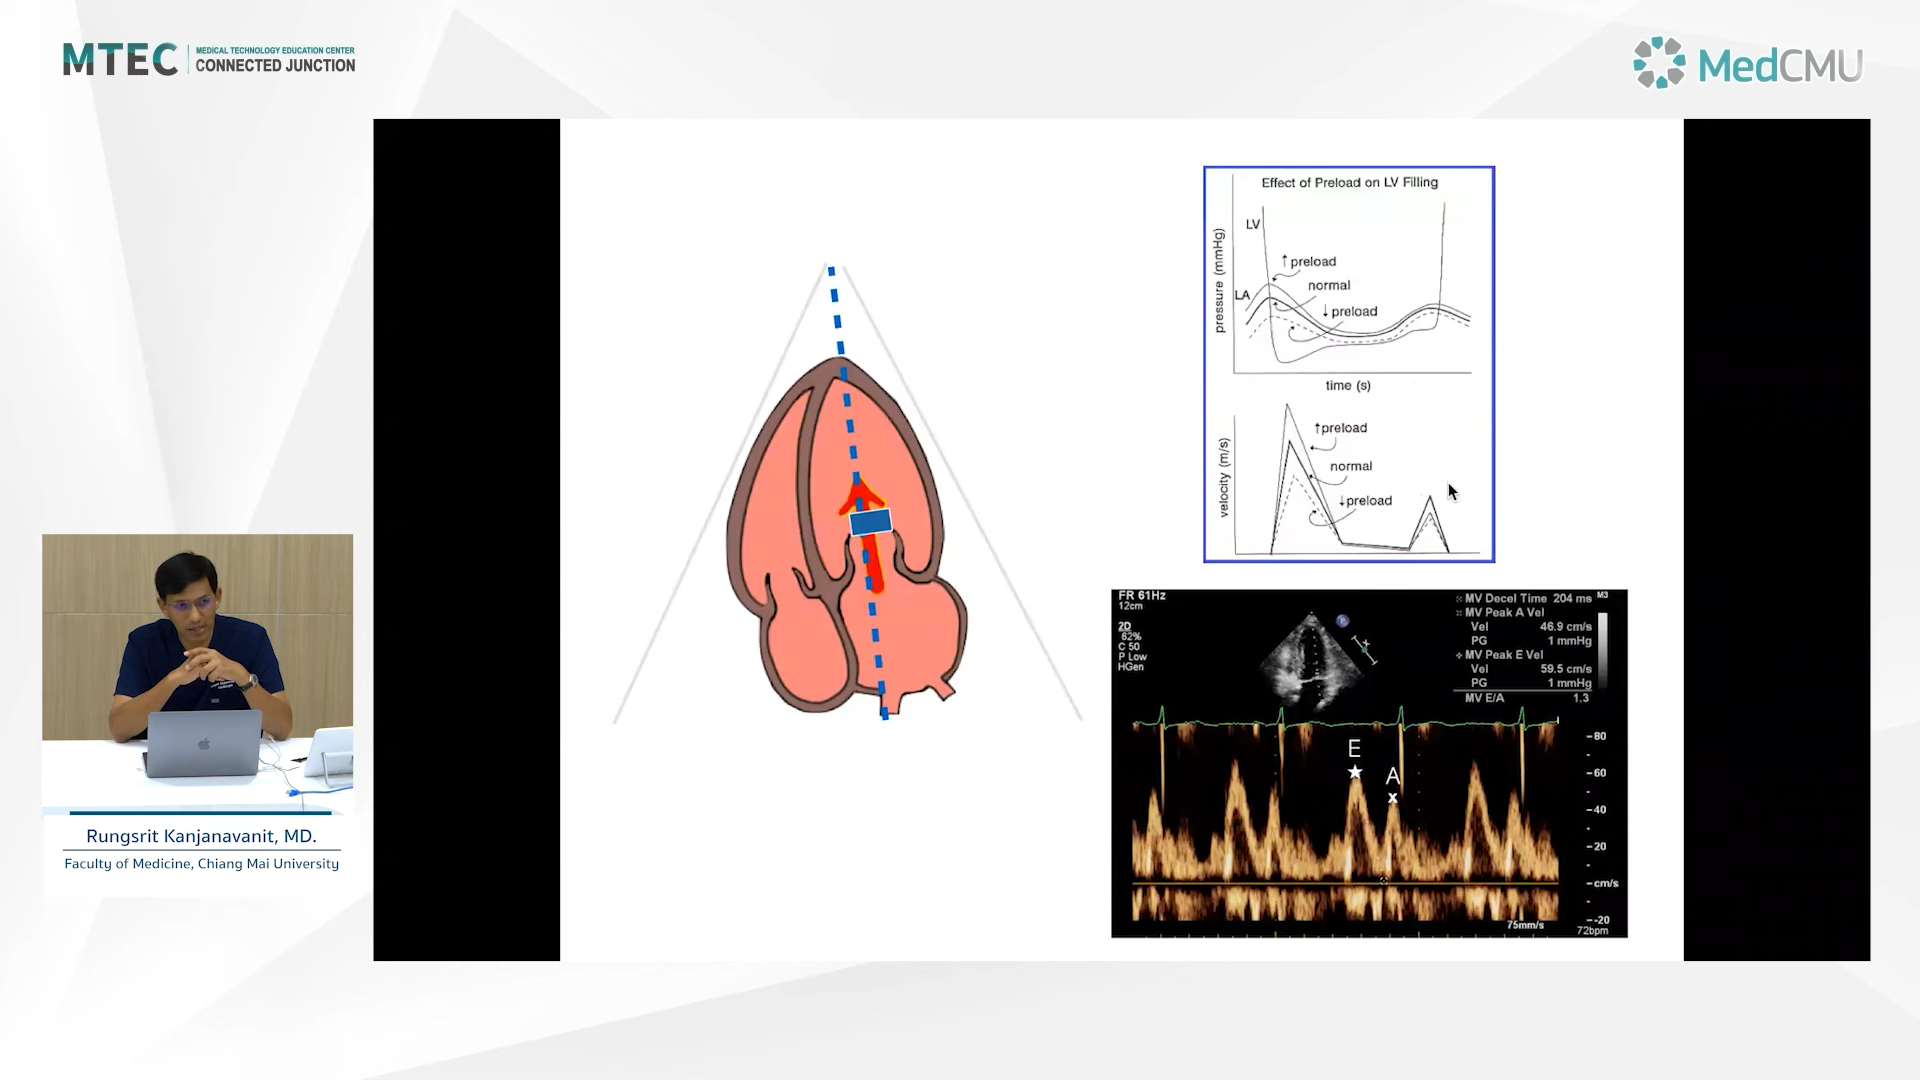 MTEC
MEDICAL TECHNOLOGY EDUCATION CENTER
CONNECTED JUNCTION
MedCMU
Effect of Preload on LV Filling
pressure (mmHg)
LV
↑ preload
normal
LA
↓ preload
time (s)
velocity (m/s)
↑preload
normal
↓preload
FR 61Hz
12cm
2D
62%
C 50
P Low
HGen
MV Decel Time 204 ms
MV Peak A Vel
Vel 46.9 cm/s
PG 1 mmHg
MV Peak E Vel
Vel 59.5 cm/s
PG 1 mmHg
MV E/A 1.3
M3
E
A
x
-80
-60
-40
-20
-cm/s
--20
75mm/s
72bpm
Rungsrit Kanjanavanit, MD.
Faculty of Medicine, Chiang Mai University